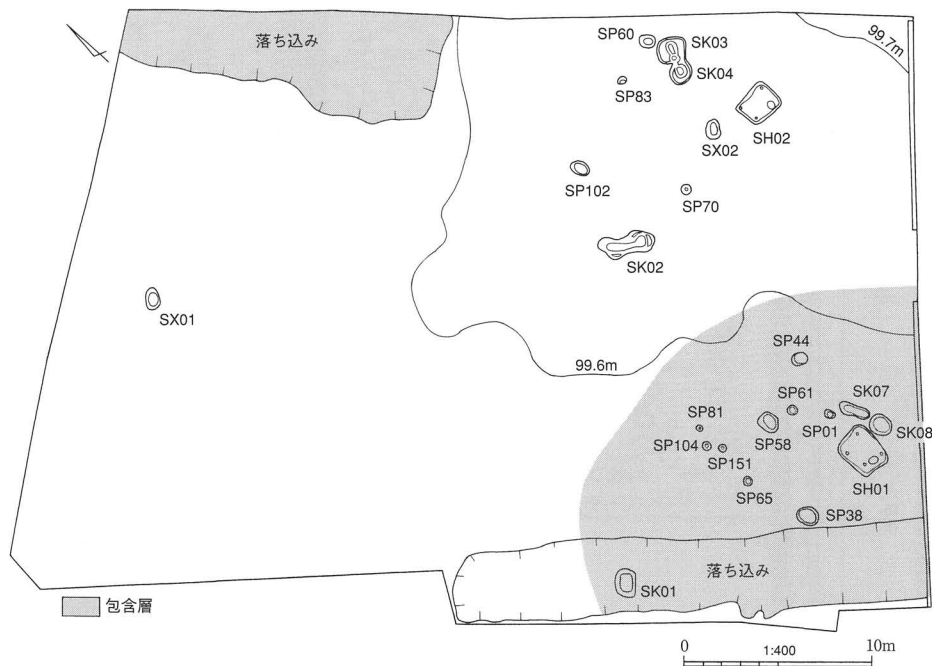 落ち込み
99.7m
SP60
SK03
SK04
SP83
SH02
SX02
SP102
SP70
SK02
SX01
99.6m
SP44
SP61
SK07
SP81
SP01
SK08
SP58
SP104
SP151
SH01
SP65
SP38
落ち込み
SK01
包含層
0
1:400
10m